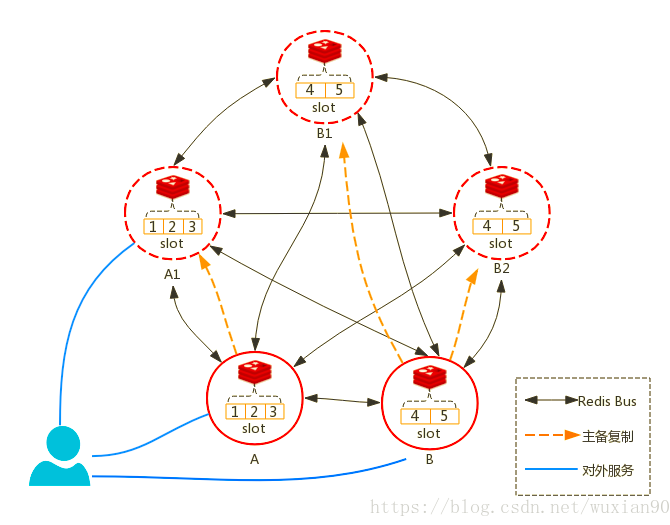 4 5
slot
B1
1 2 3
slot
A1
4 5
slot
B2
1 2 3
slot
A
4 5
slot
B
Redis Bus
主备复制
对外服务
https://blog.csdn.net/wuxian90